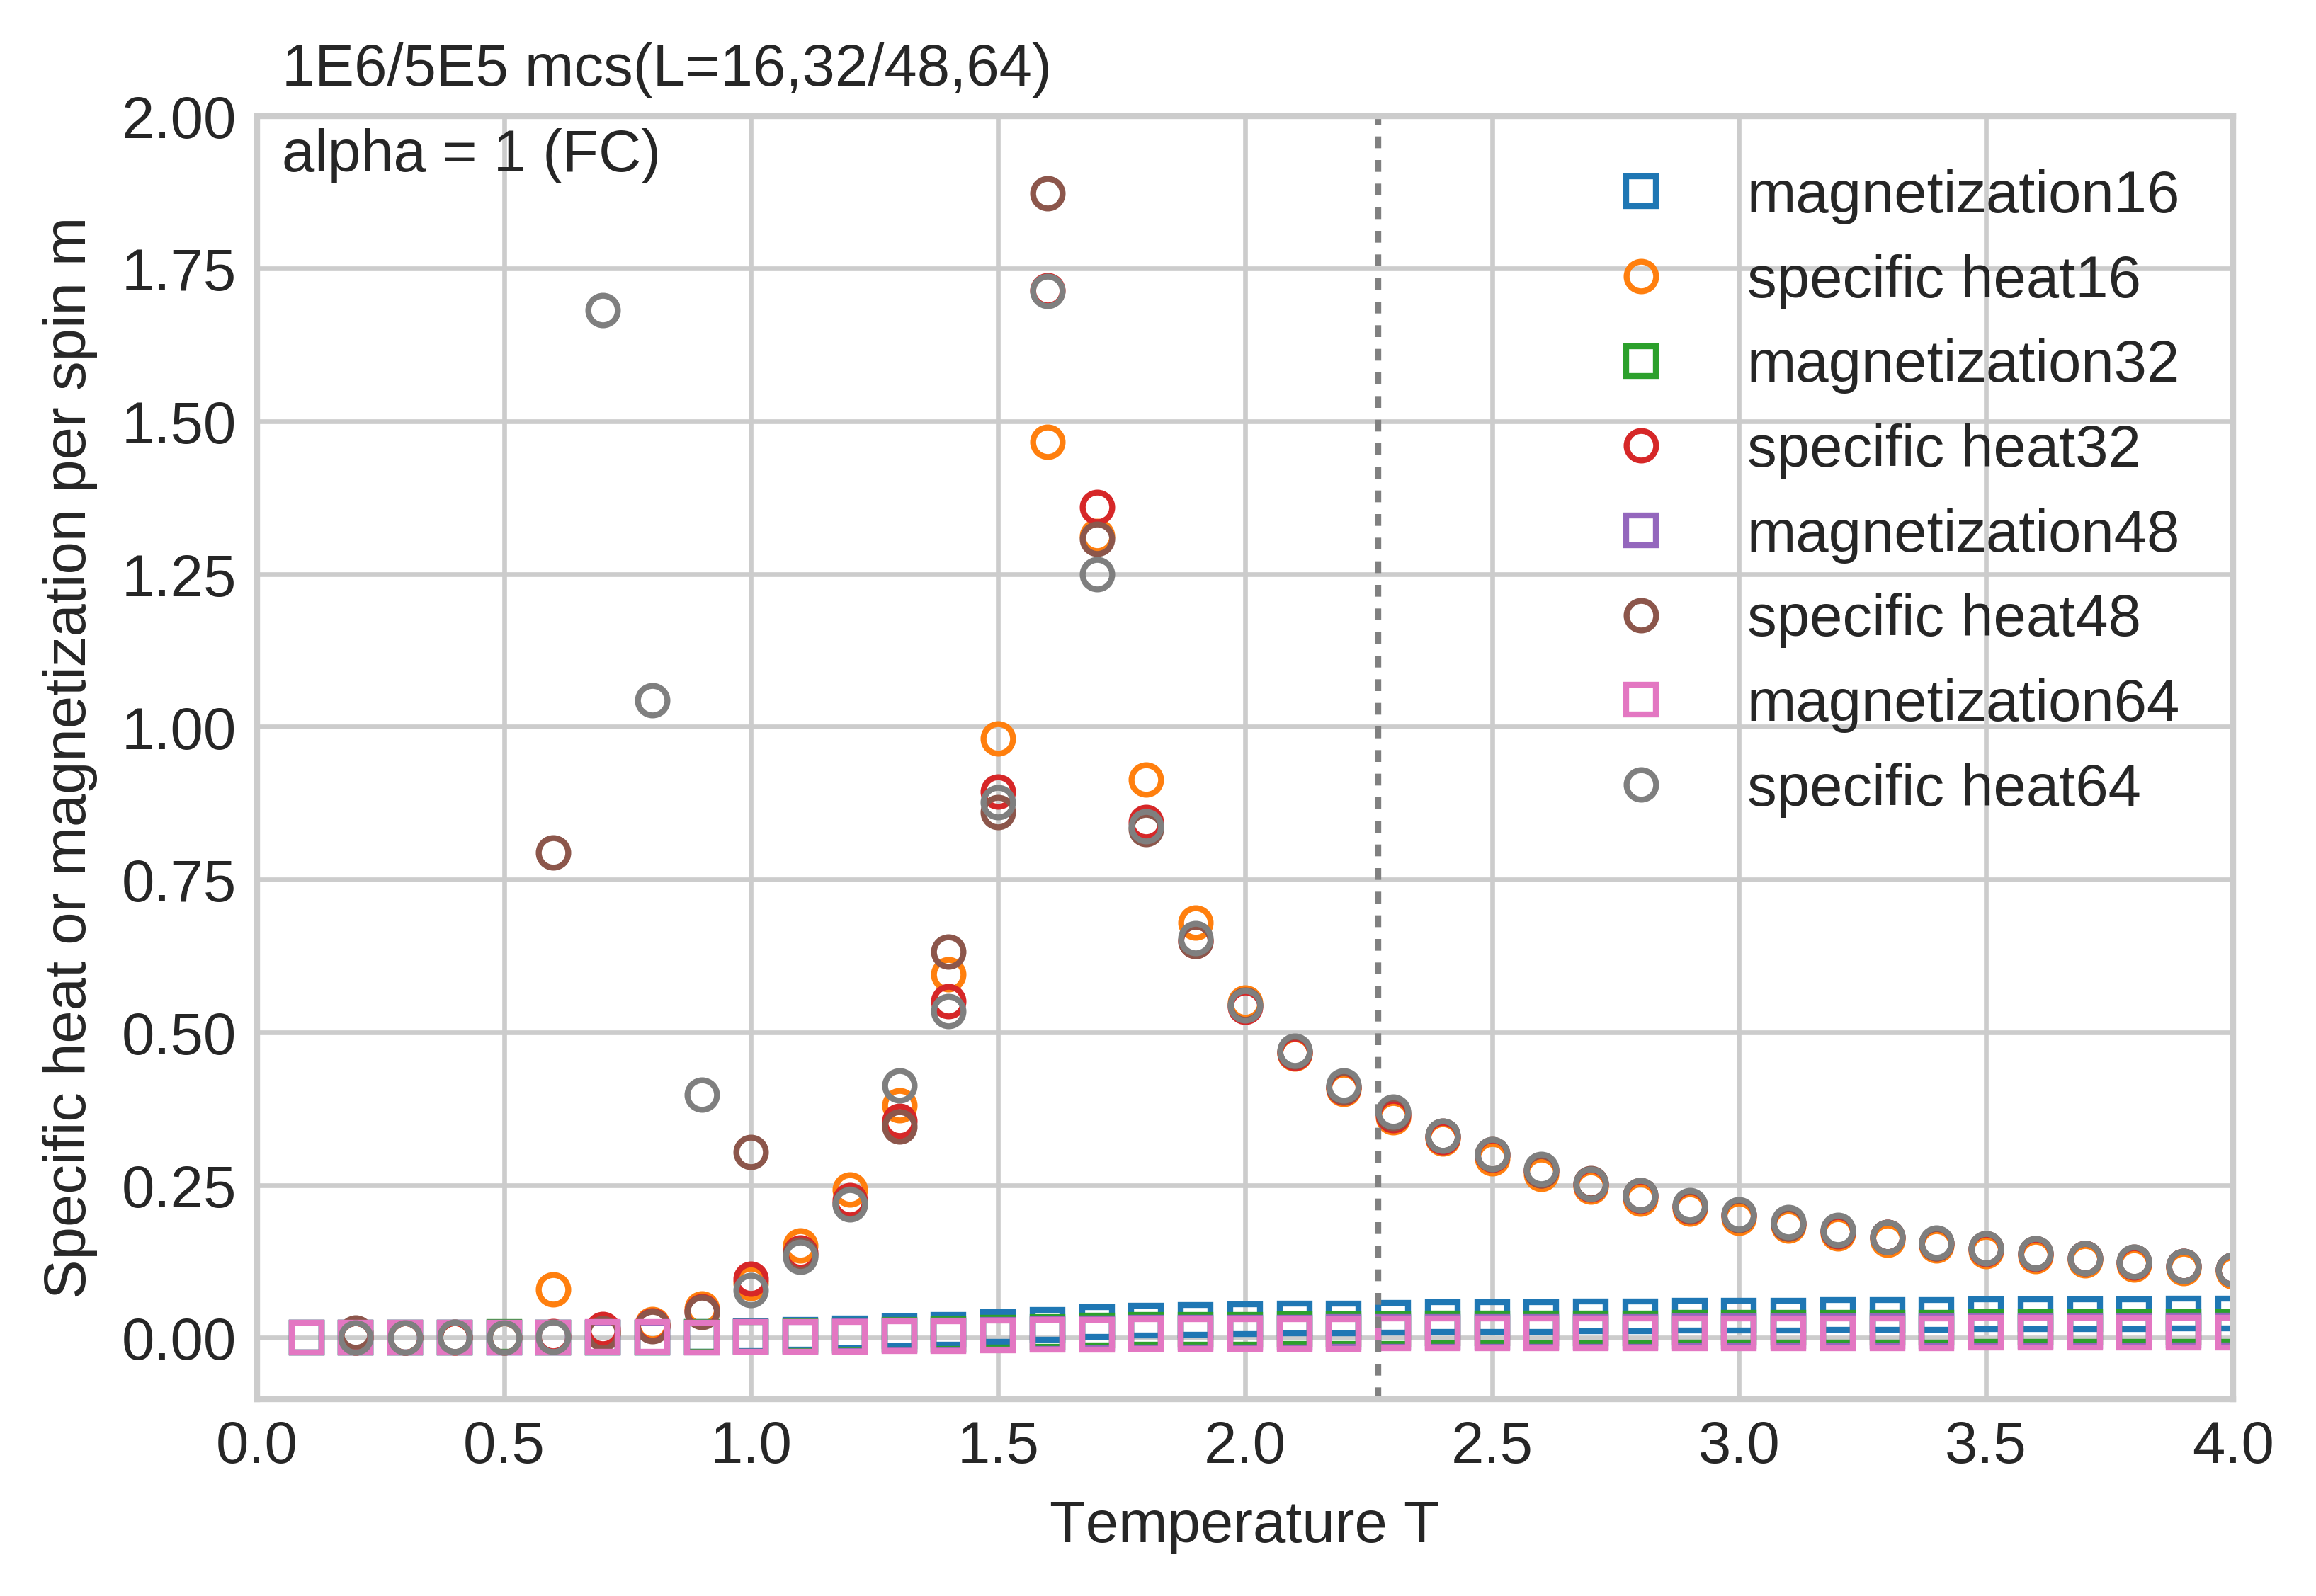 1E6/5E5 mcs(L=16,32/48,64)
alpha = 1 (FC)
Specific heat or magnetization per spin m
2.00
1.75
1.50
1.25
1.00
0.75
0.50
0.25
0.00
magnetization16
specific heat16
magnetization32
specific heat32
magnetization48
specific heat48
magnetization64
specific heat64
0.0 0.5 1.0 1.5 2.0 2.5 3.0 3.5 4.0
Temperature T